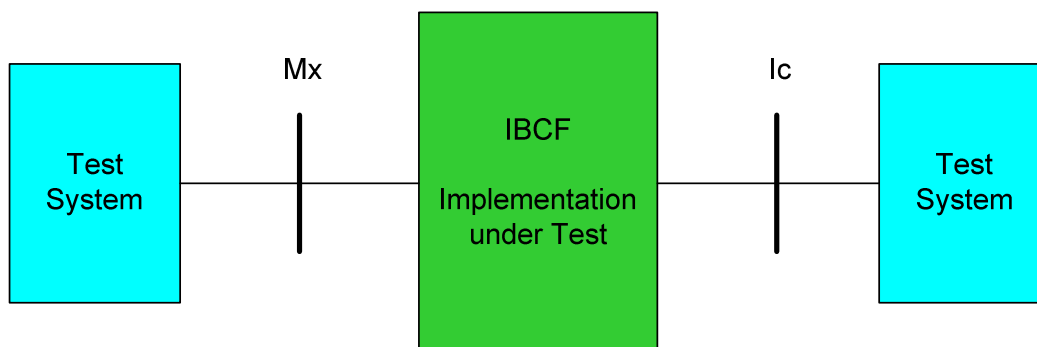 Mx
Ic
Test
System
IBCF
Implementation
under Test
Test
System